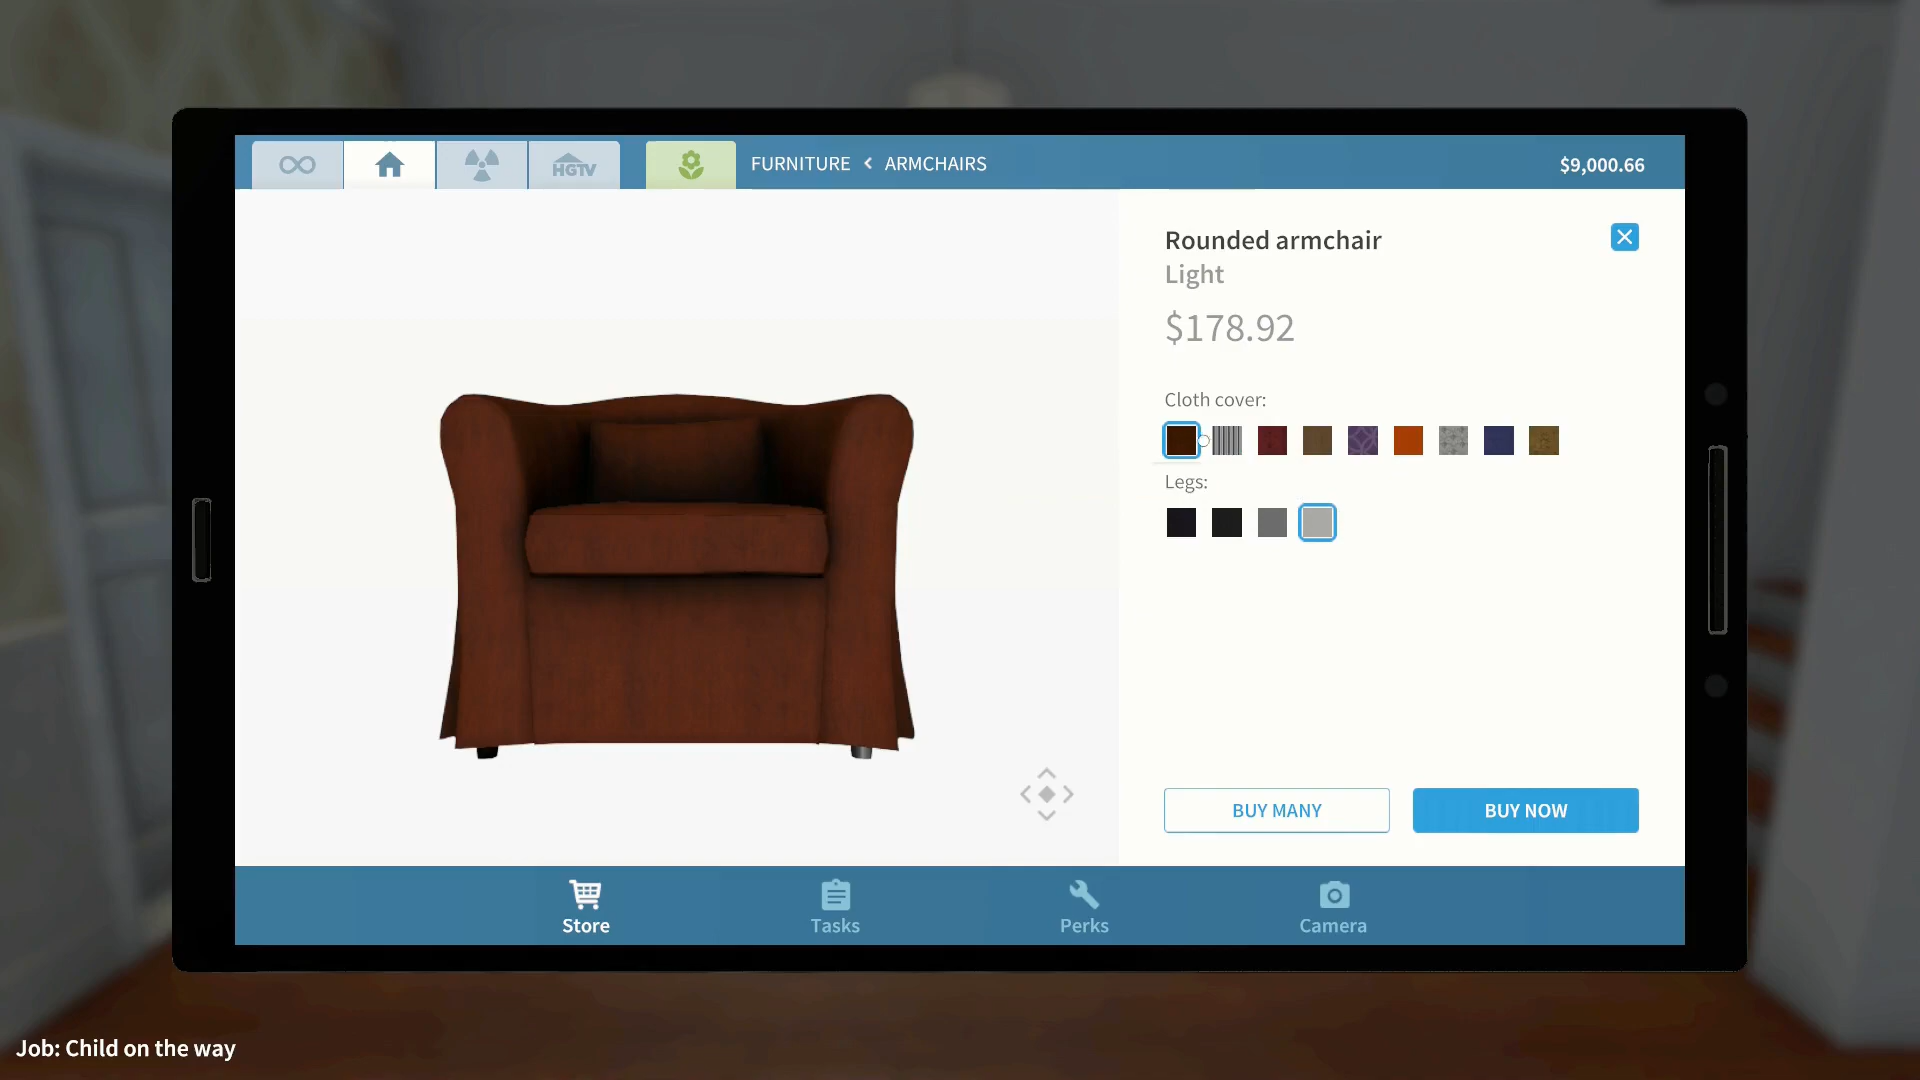 HGTV
FURNITURE < ARMCHAIRS
$9,000.66
Rounded armchair
Light
$178.92
Cloth cover:
Legs:
BUY MANY
BUY NOW
Store
Tasks
Perks
Camera
Job: Child on the way